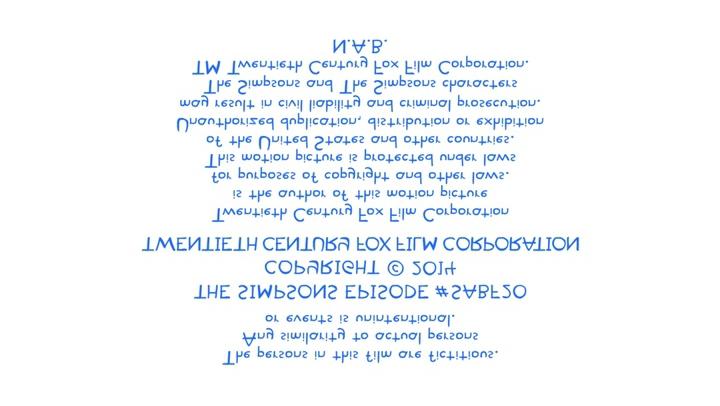 The persons in this film are fictitious.
Any similarity to actual persons
or events is unintentional.
THE SIMPSONS EPISODE #SABF20
COPYRIGHT © 2014
TWENTIETH CENTURY FOX FILM CORPORATION
Twentieth Century Fox Film Corporation
is the author of this motion picture
for purposes of copyright and other laws.
This motion picture is protected under laws
of the United States and other countries.
Unauthorized duplication, distribution or exhibition
may result in civil liability and criminal prosecution.
The Simpsons and The Simpsons characters
TM Twentieth Century Fox Film Corporation.
N.A.B.